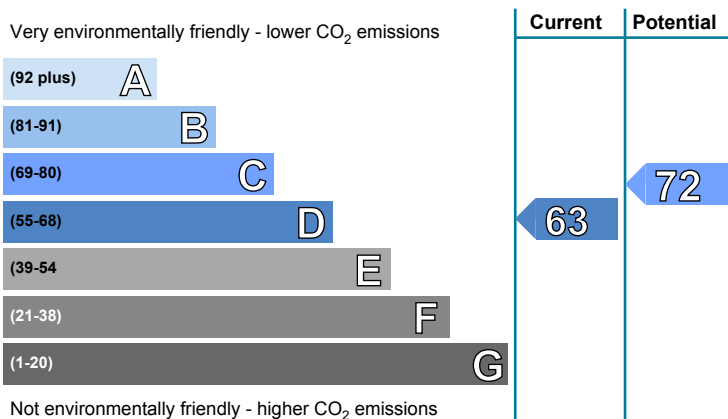 Current Potential
Very environmentally friendly - lower CO₂ emissions
(92 plus) A
(81-91) B
(69-80) C
72
(55-68) D
63
(39-54 E
(21-38) F
(1-20) G
Not environmentally friendly - higher CO₂ emissions